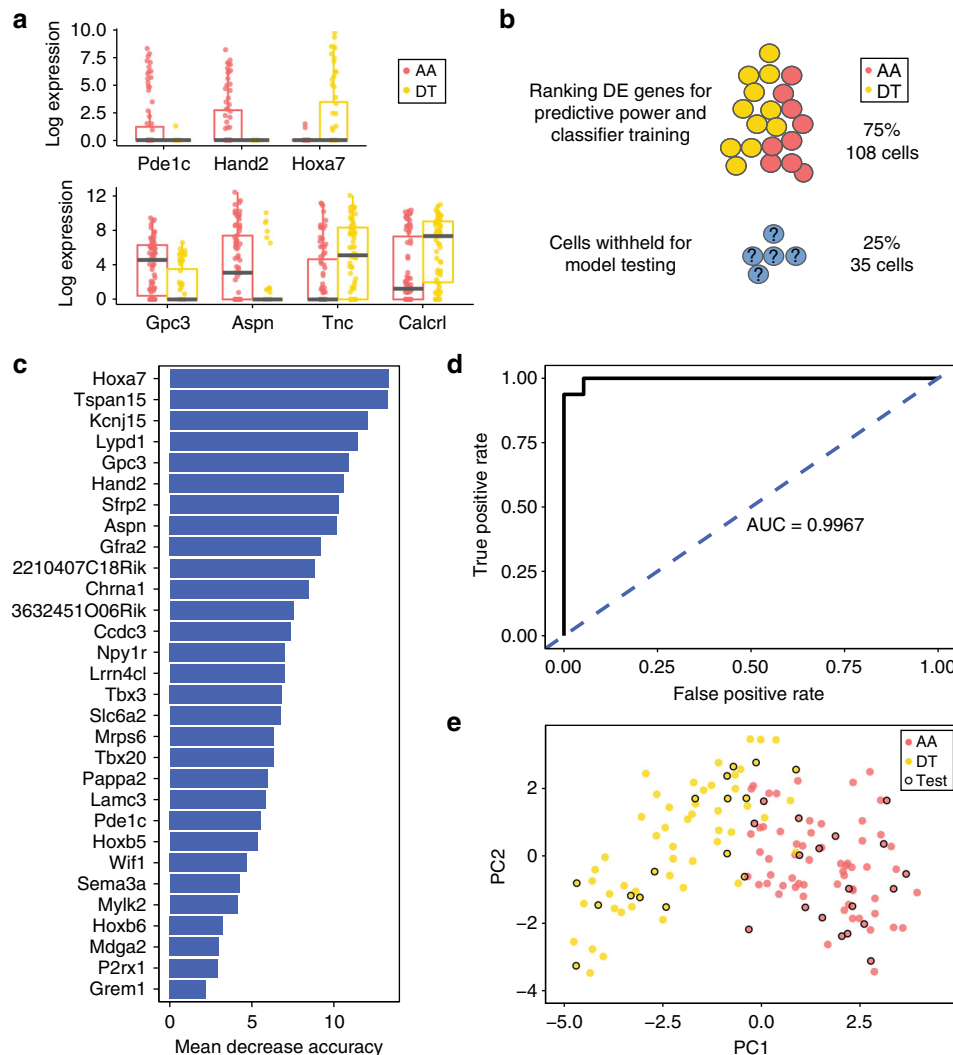 a
Log expression
10.0
7.5
5.0
2.5
0.0
Pde1c Hand2 Hoxa7
AA
DT
Log expression
12
8
4
0
Gpc3 Aspn Tnc Calcrl
b
Ranking DE genes for
predictive power and
classifier training
AA
DT
75%
108 cells
Cells withheld for
model testing
?
? ? ?
?
25%
35 cells
c
Hoxa7
Tspan15
Kcnj15
Lypd1
Gpc3
Hand2
Sfrp2
Aspn
Gfra2
2210407C18Rik
Chrna1
3632451O06Rik
Ccdc3
Npy1r
Lrrn4cl
Tbx3
Slc6a2
Mrps6
Tbx20
Pappa2
Lamc3
Pde1c
Hoxb5
Wif1
Sema3a
Mylk2
Hoxb6
Mdga2
P2rx1
Grem1
0 5 10
Mean decrease accuracy
d
True positive rate
1.00
0.75
0.50
0.25
0.00
AUC = 0.9967
0.00 0.25 0.50 0.75 1.00
False positive rate
e
AA
DT
Test
PC2
2
0
−2
−4
−5.0 −2.5 0.0 2.5
PC1